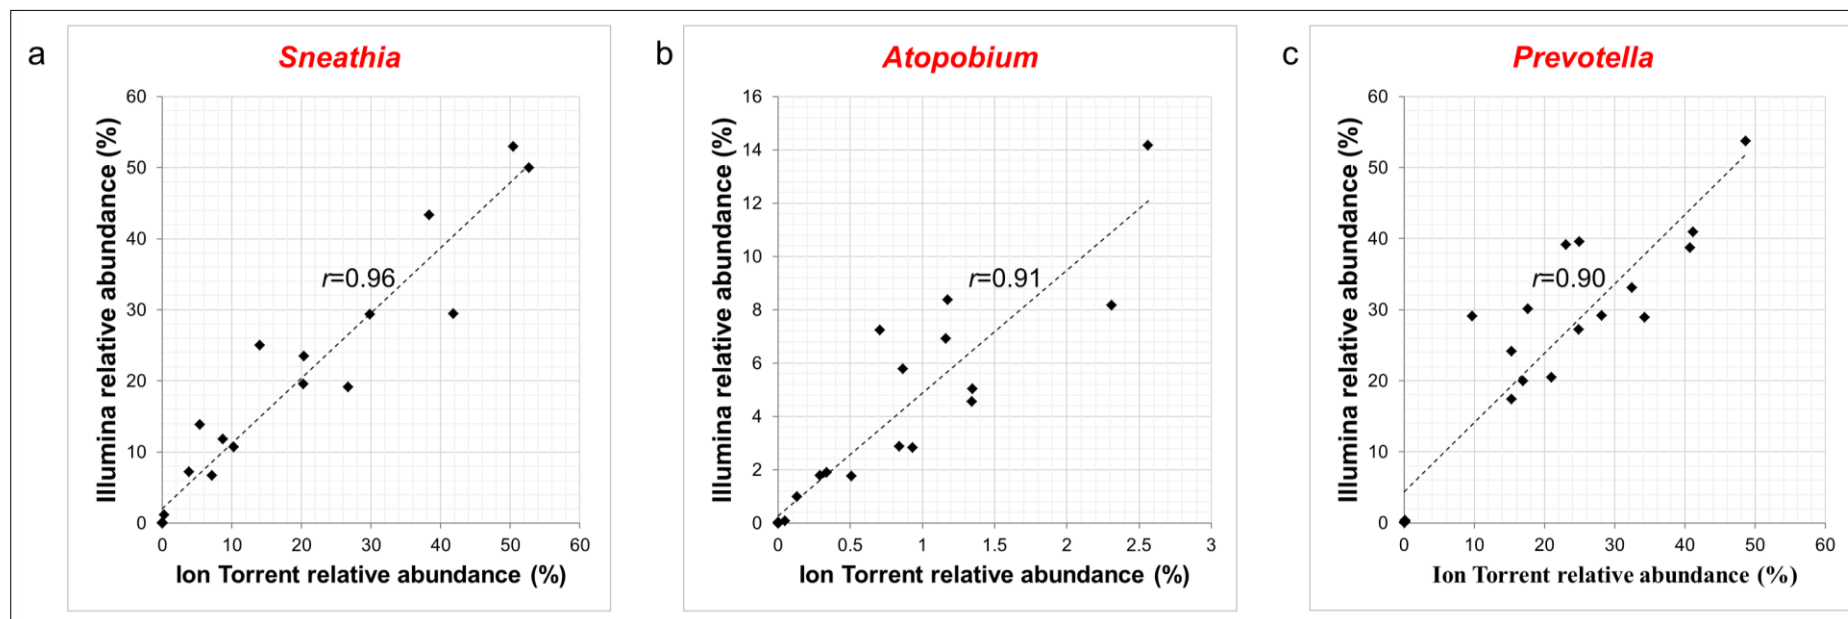 a
Sneathia
Illumina relative abundance (%)
60
50
40
30
20
10
0
r=0.96
0 10 20 30 40 50 60
Ion Torrent relative abundance (%)
b
Atopobium
Illumina relative abundance (%)
16
14
12
10
8
6
4
2
0
r=0.91
0 0.5 1 1.5 2 2.5 3
Ion Torrent relative abundance (%)
c
Prevotella
Illumina relative abundance (%)
60
50
40
30
20
10
0
r=0.90
0 10 20 30 40 50 60
Ion Torrent relative abundance (%)